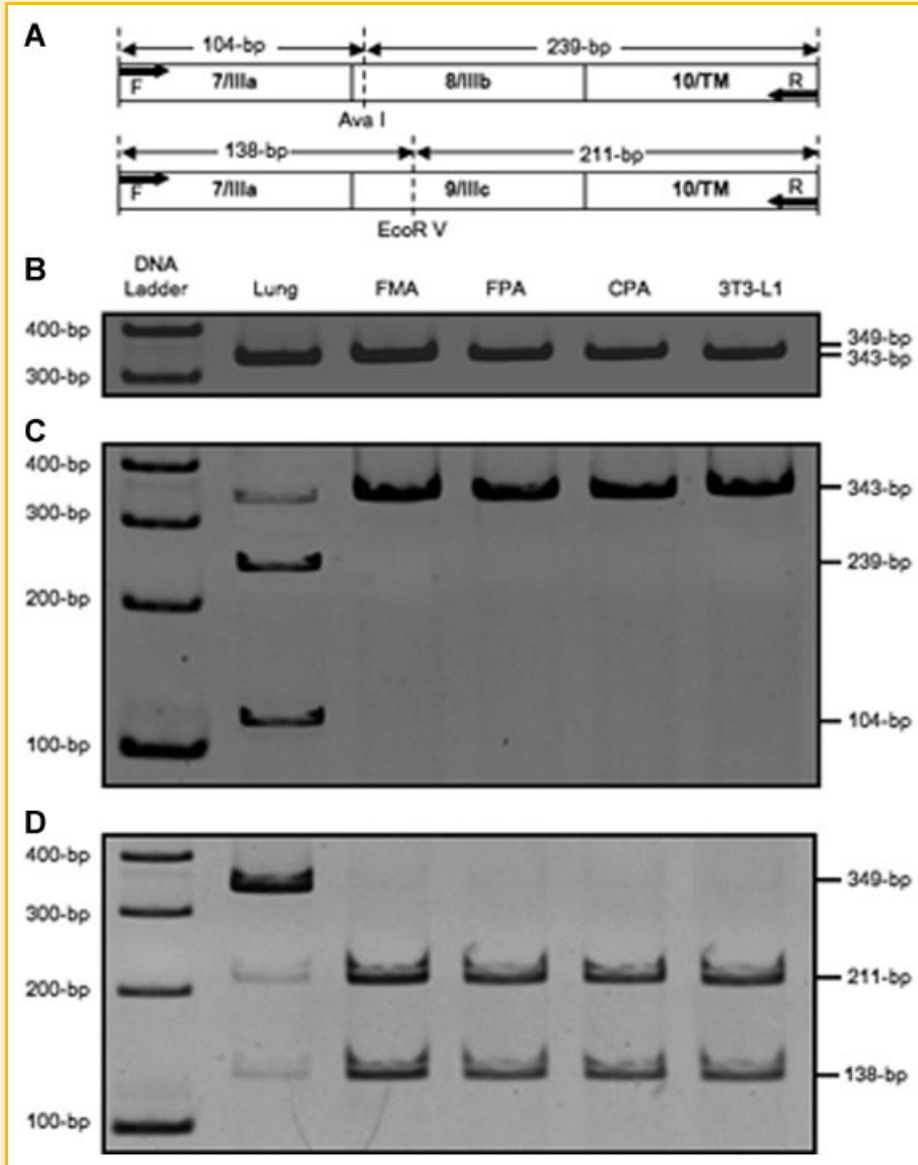 A
104-bp 239-bp
F 7/IIIa 8/IIIb 10/TM R
Ava I
138-bp 211-bp
F 7/IIIa 9/IIIc 10/TM R
EcoR V
B
DNA Ladder Lung FMA FPA CPA 3T3-L1
400-bp
300-bp
349-bp
343-bp
C
400-bp
300-bp
200-bp
100-bp
343-bp
239-bp
104-bp
D
400-bp
300-bp
200-bp
100-bp
349-bp
211-bp
138-bp